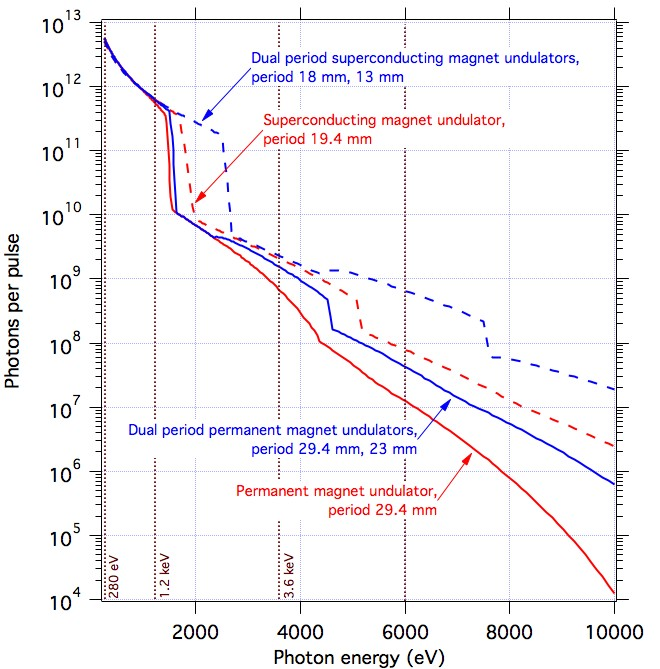 10^13
10^12
10^11
10^10
10^9
10^8
10^7
10^6
10^5
10^4
Photons per pulse
Dual period superconducting magnet undulators,
period 18 mm, 13 mm
Superconducting magnet undulator,
period 19.4 mm
Dual period permanent magnet undulators,
period 29.4 mm, 23 mm
Permanent magnet undulator,
period 29.4 mm
280 eV
1.2 keV
3.6 keV
2000
4000
6000
8000
10000
Photon energy (eV)